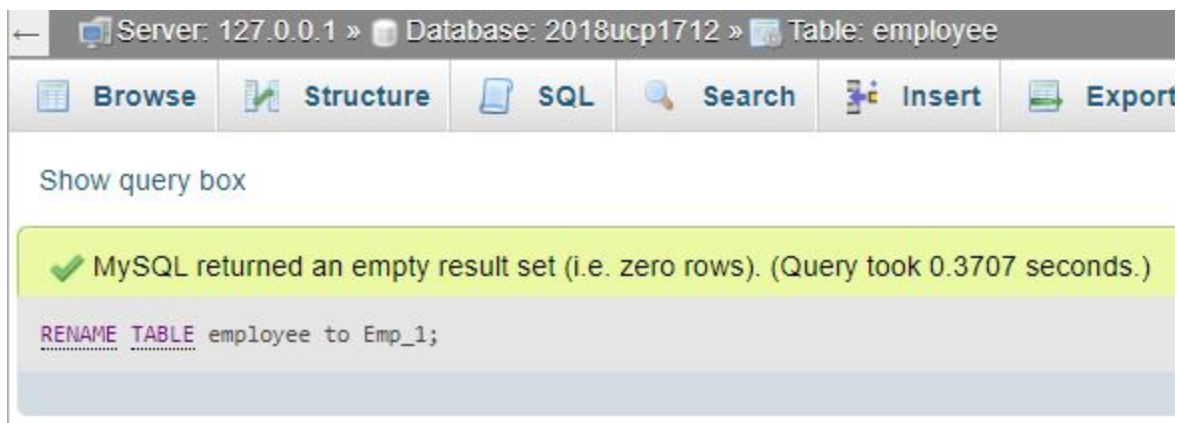 ← Server: 127.0.0.1 » Database: 2018ucp1712 » Table: employee
Browse Structure SQL Search Insert Export
Show query box
MySQL returned an empty result set (i.e. zero rows). (Query took 0.3707 seconds.)
RENAME TABLE employee to Emp_1;